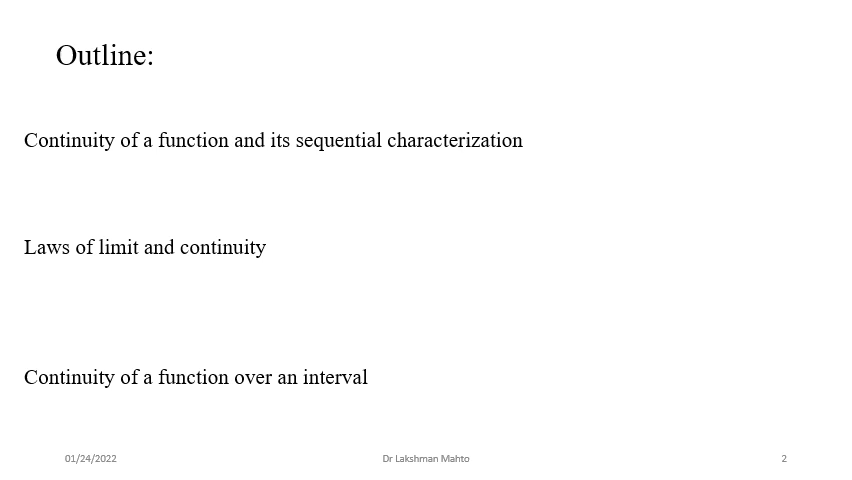 Outline:
Continuity of a function and its sequential characterization
Laws of limit and continuity
Continuity of a function over an interval
01/24/2022
Dr Lakshman Mahto
2